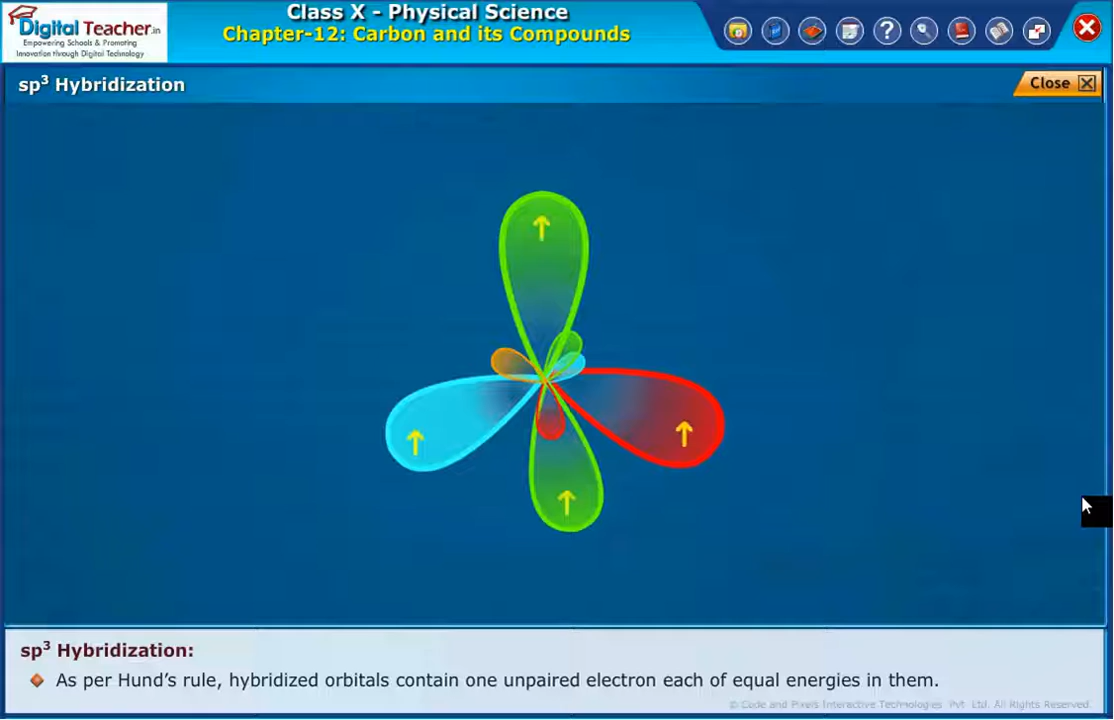 Digital Teacher.in
Empowering Schools & Promoting
Innovation through Digital Technology
Class X - Physical Science
Chapter-12: Carbon and its Compounds
sp³ Hybridization
Close
↑
↑
↑
↑
sp³ Hybridization:
As per Hund's rule, hybridized orbitals contain one unpaired electron each of equal energies in them.
© Code and Pixels Interactive Technologies Pvt Ltd. All Rights Reserved.